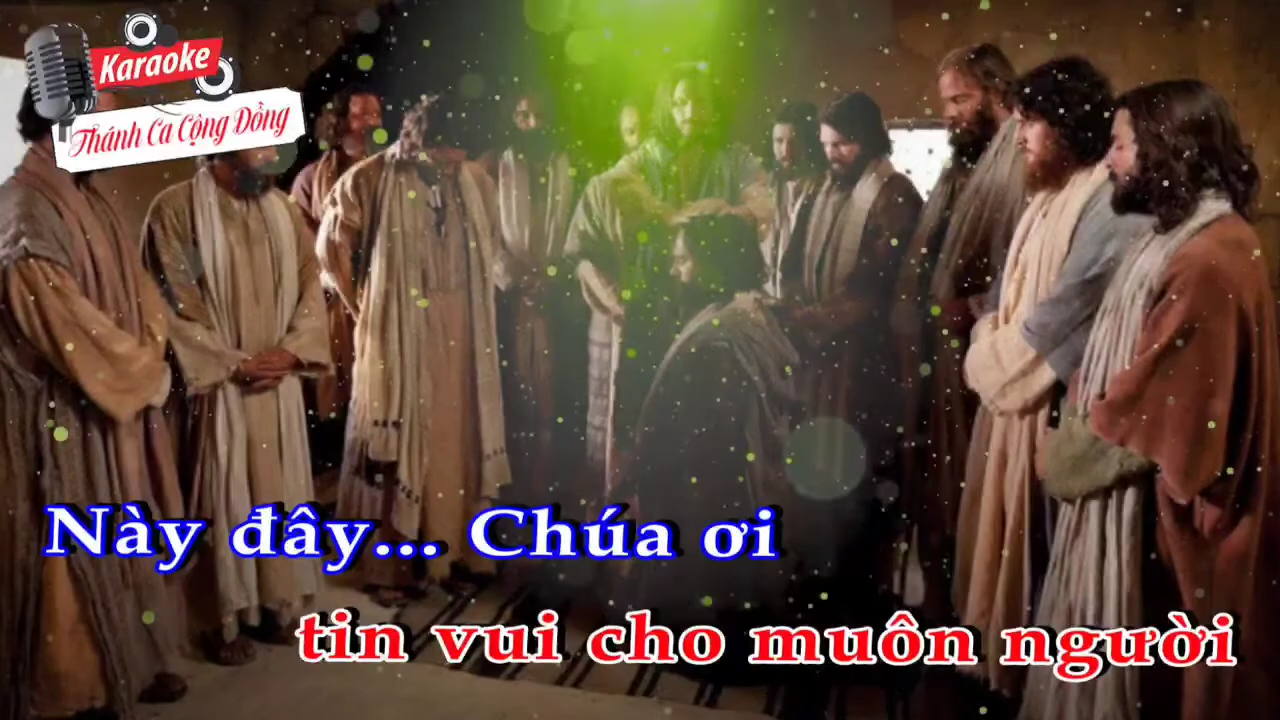 Karaoke
Thánh Ca Cộng Đồng
Này đây... Chúa ơi
tin vui cho muôn người